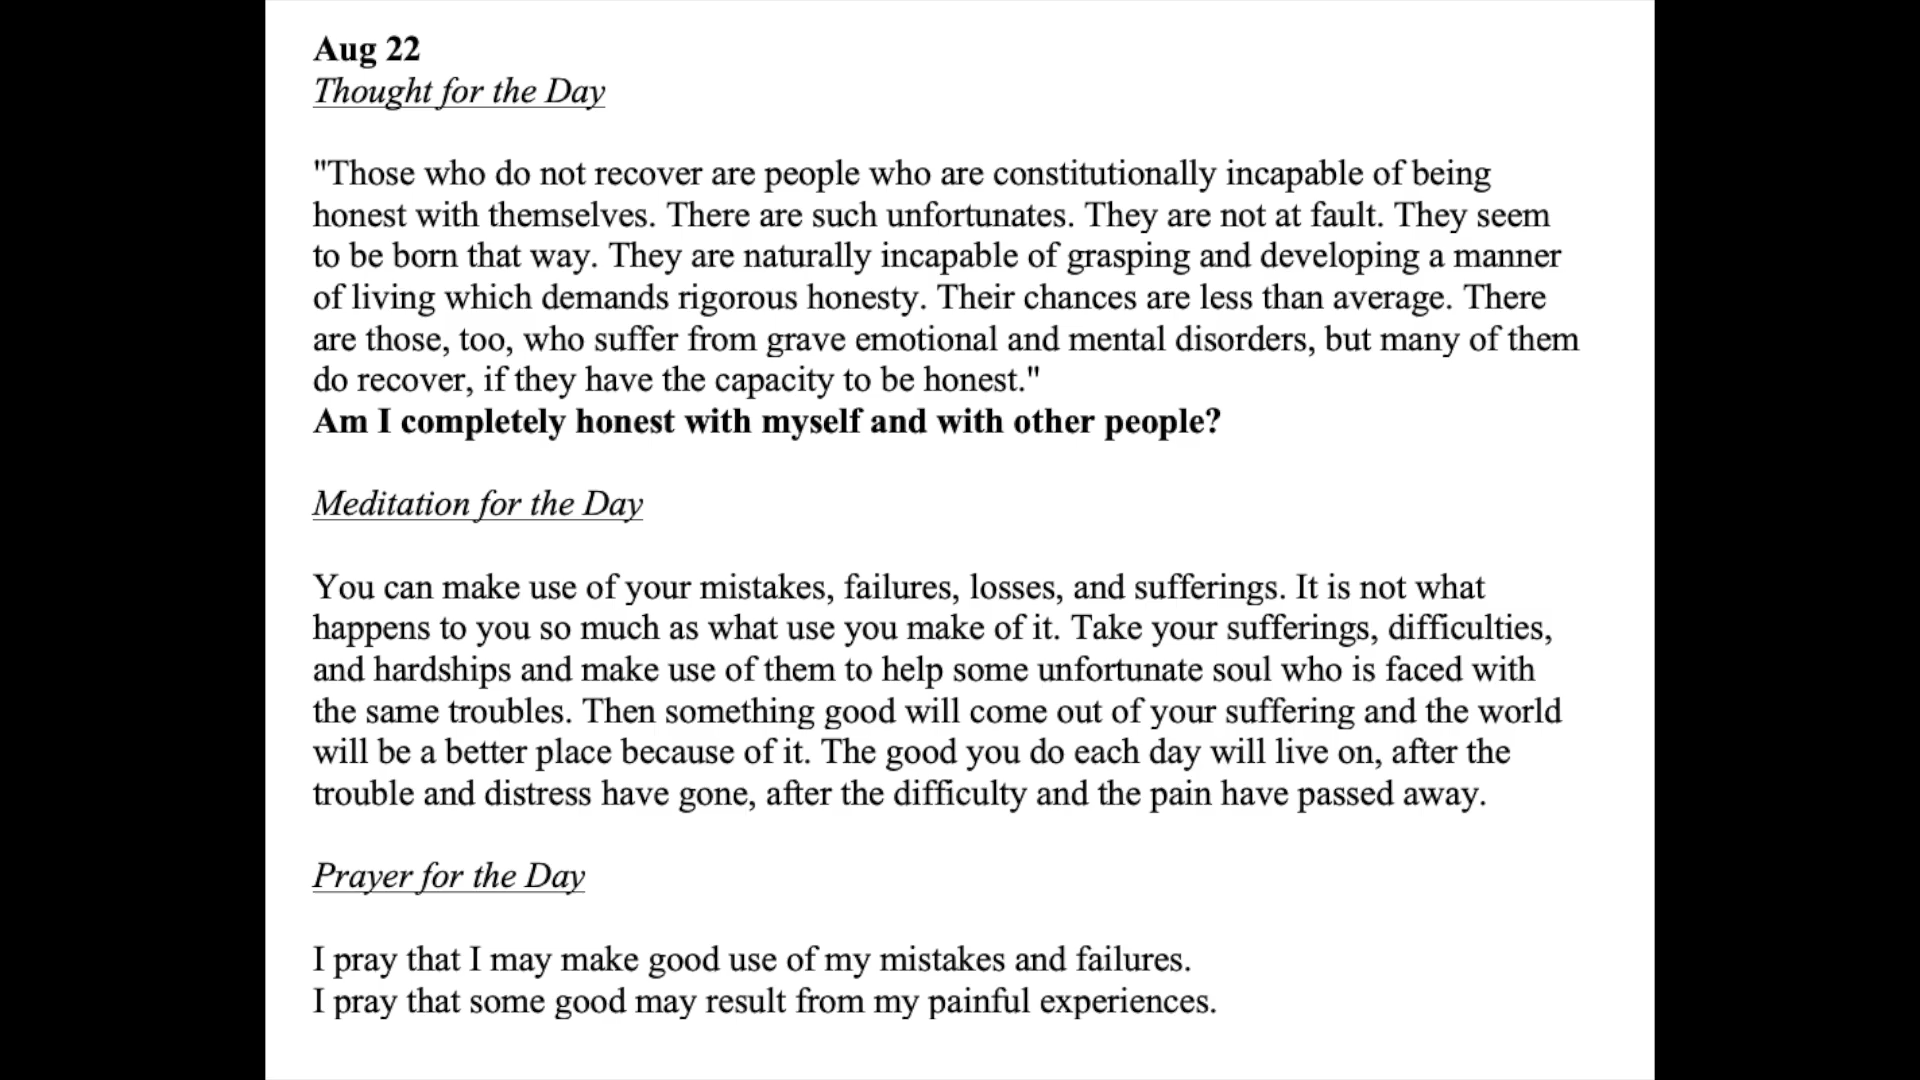 Aug 22
Thought for the Day
"Those who do not recover are people who are constitutionally incapable of being
honest with themselves. There are such unfortunates. They are not at fault. They seem
to be born that way. They are naturally incapable of grasping and developing a manner
of living which demands rigorous honesty. Their chances are less than average. There
are those, too, who suffer from grave emotional and mental disorders, but many of them
do recover, if they have the capacity to be honest."
Am I completely honest with myself and with other people?
Meditation for the Day
You can make use of your mistakes, failures, losses, and sufferings. It is not what
happens to you so much as what use you make of it. Take your sufferings, difficulties,
and hardships and make use of them to help some unfortunate soul who is faced with
the same troubles. Then something good will come out of your suffering and the world
will be a better place because of it. The good you do each day will live on, after the
trouble and distress have gone, after the difficulty and the pain have passed away.
Prayer for the Day
I pray that I may make good use of my mistakes and failures.
I pray that some good may result from my painful experiences.